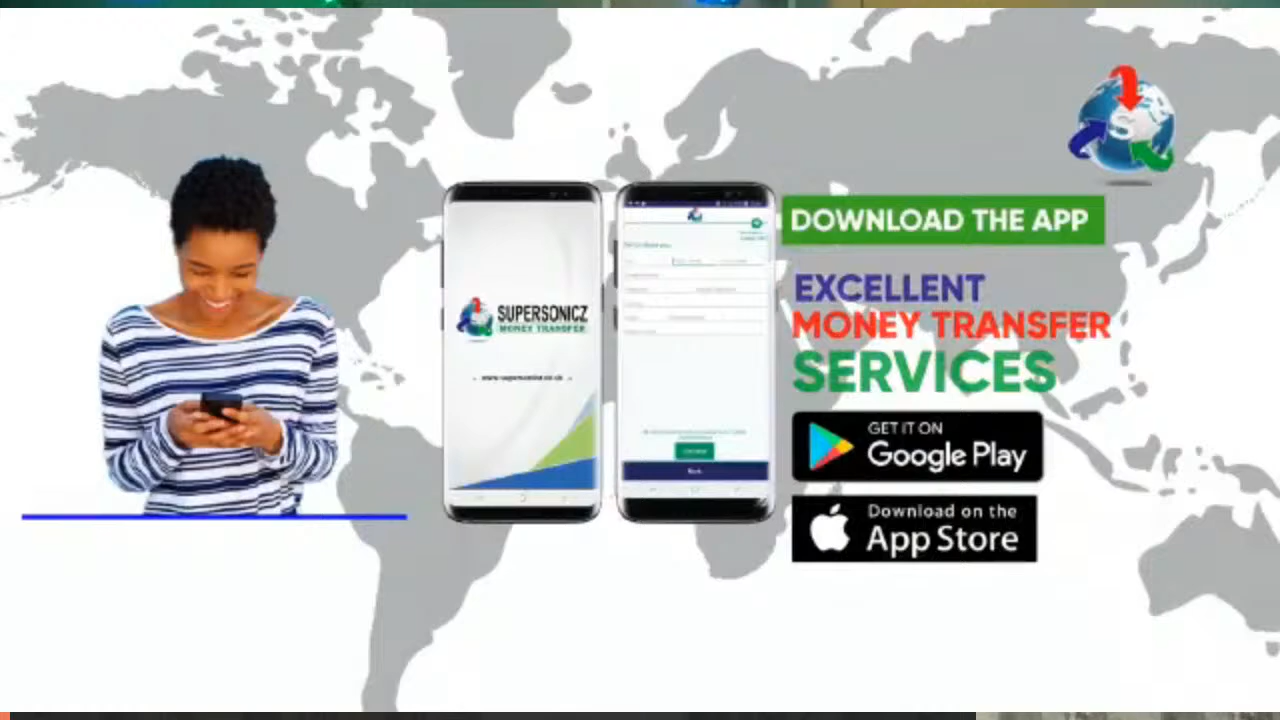 SUPERSONICZ
MONEY TRANSFER
DOWNLOAD THE APP
EXCELLENT
MONEY TRANSFER
SERVICES
GET IT ON
Google Play
Download on the
App Store